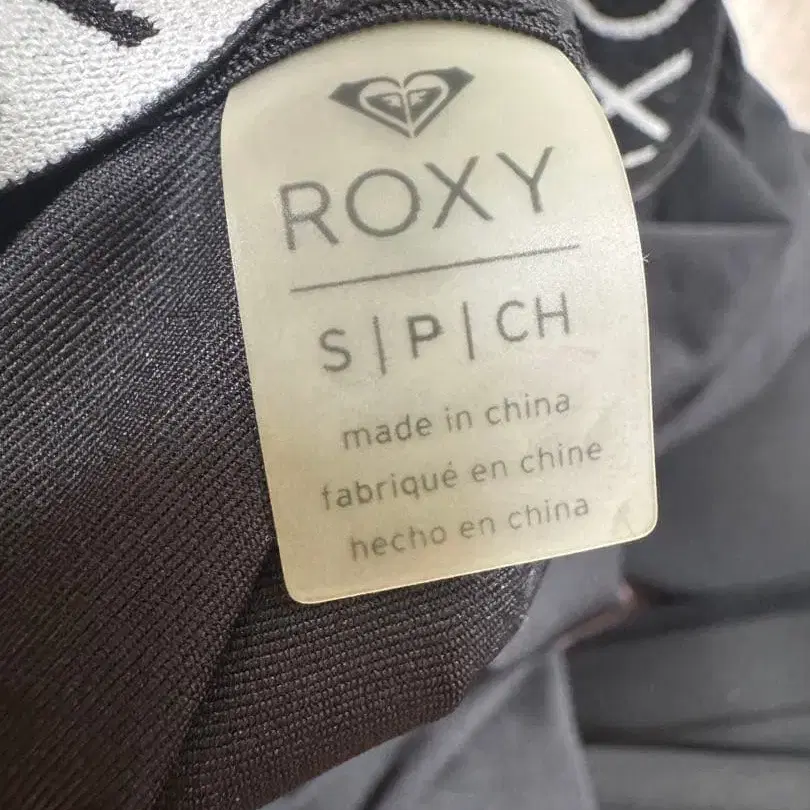 ROXY
S | P | CH
made in china
fabriqué en chine
hecho en china